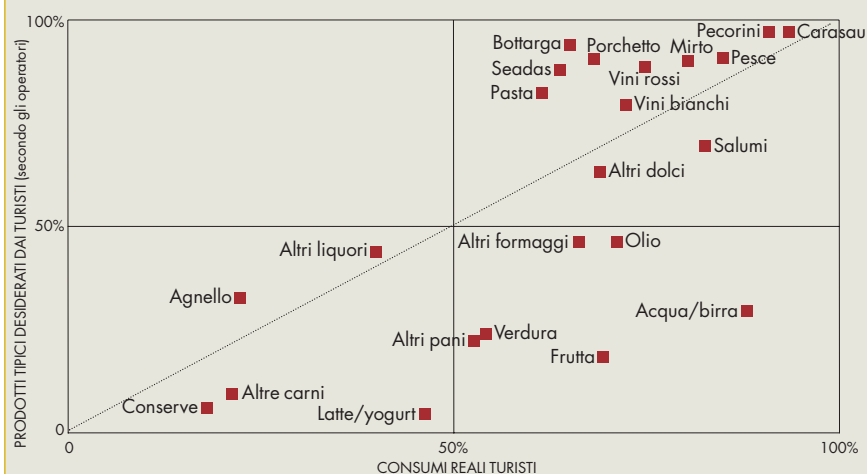 100%
Pecorini
Carasau
Bottarga
Porchetto
Mirto
Pesce
Seadas
Vini rossi
Pasta
Vini bianchi
Salumi
Altri dolci
50%
Altri liquori
Altri formaggi
Olio
Agnello
Acqua/birra
Altri pani
Verdura
Frutta
Altre carni
Conserve
Latte/yogurt
0
0
50%
100%
CONSUMI REALI TURISTI
PRODOTTI TIPICI DESIDERATI DAI TURISTI (secondo gli operatori)